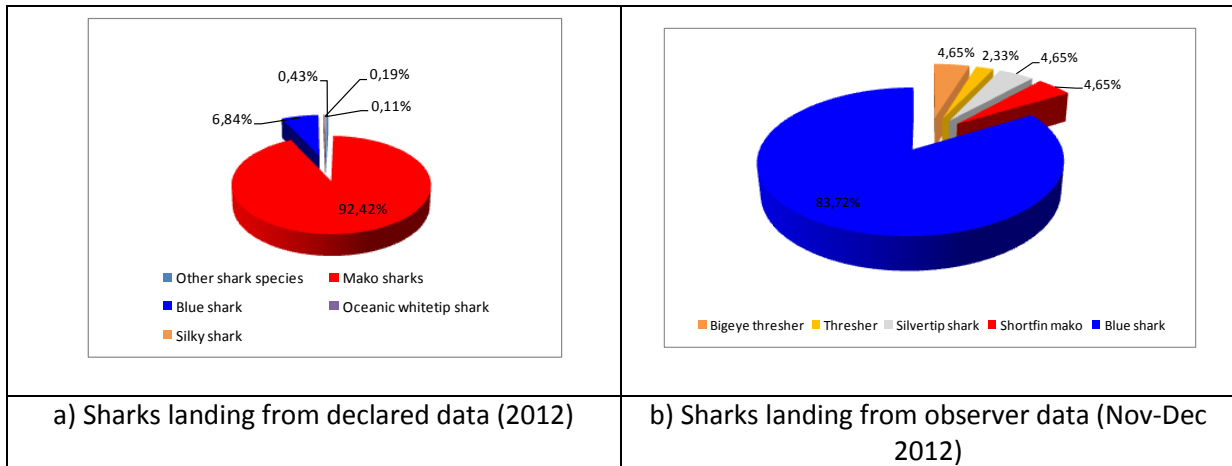 0,43%
0,19%
0,11%
6,84%
92,42%
Other shark species
Mako sharks
Blue shark
Oceanic whitetip shark
Silky shark
4,65%
2,33%
4,65%
4,65%
83,72%
Bigeye thresher
Thresher
Silvertip shark
Shortfin mako
Blue shark
a) Sharks landing from declared data (2012)
b) Sharks landing from observer data (Nov-Dec
2012)